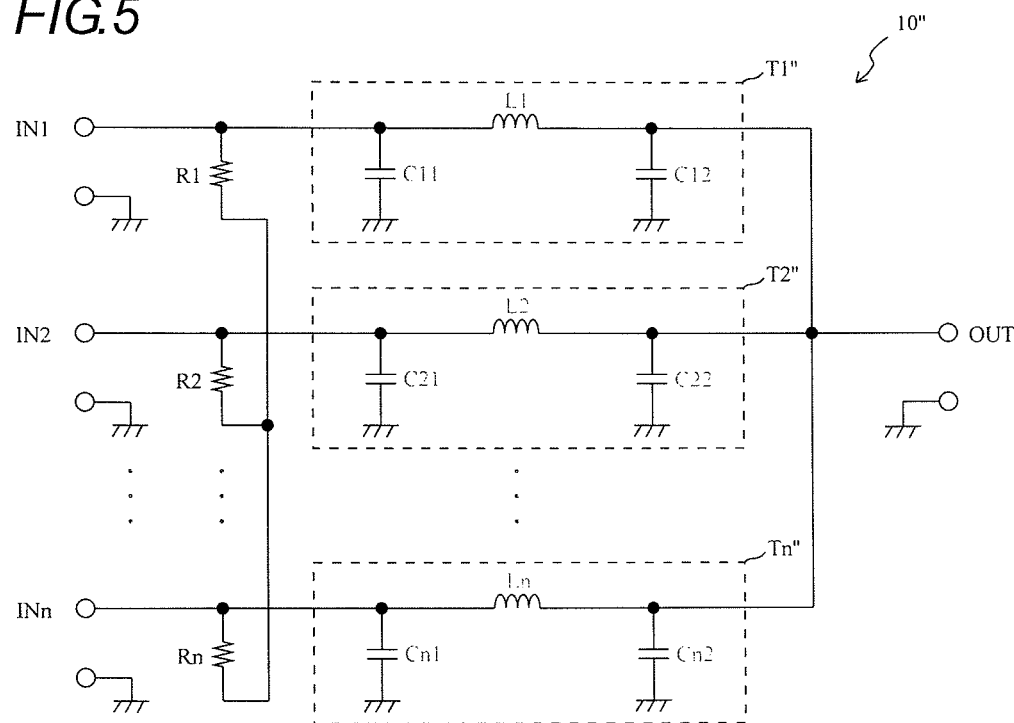 FIG.5
10"
T1"
IN1
L1
R1
C11
C12
T2"
IN2
L2
OUT
R2
C21
C22
Tn"
INn
Ln
Rn
Cn1
Cn2